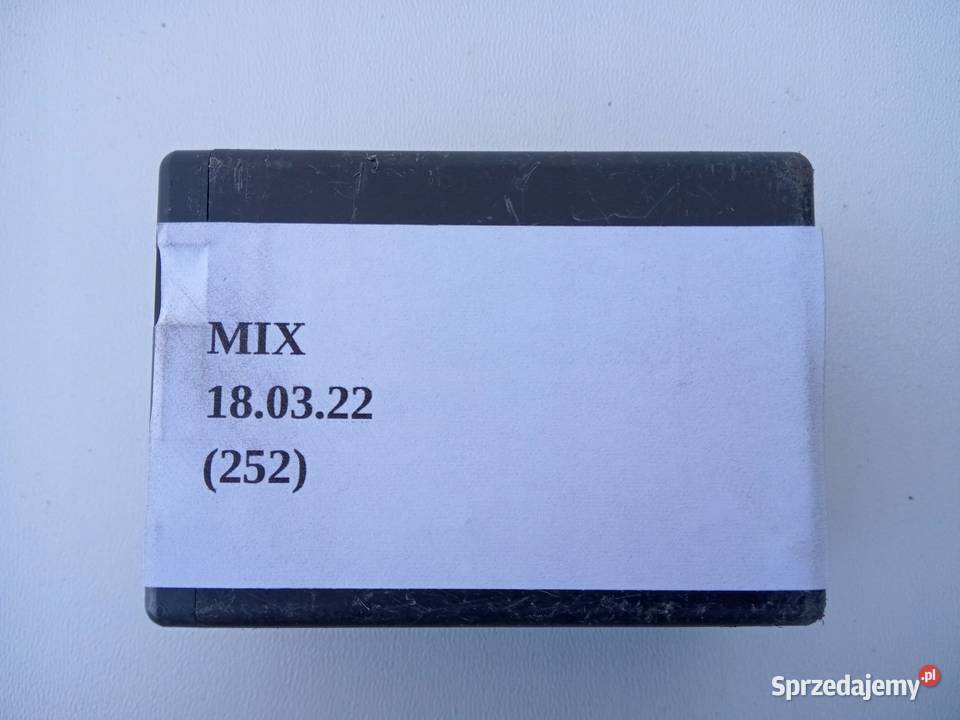 MIX
18.03.22
(252)
Sprzedajemy.pl